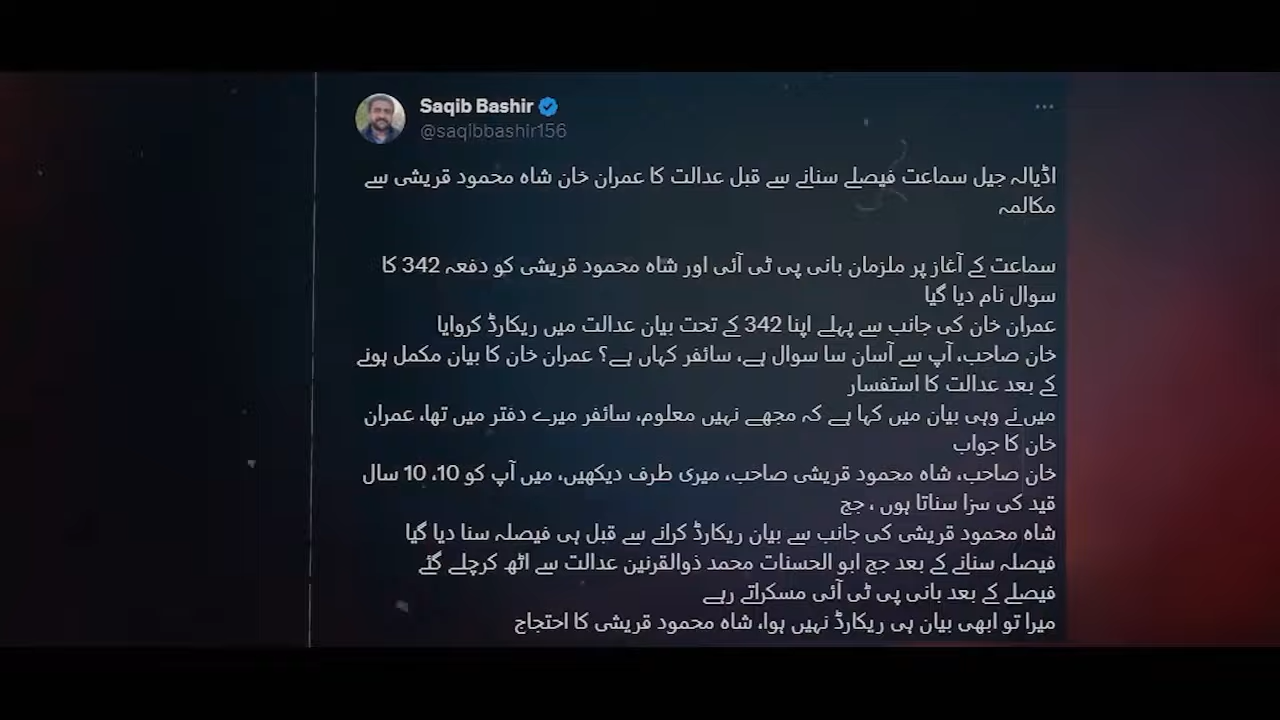 Saqib Bashir
@saqibbashir156
اڈیالہ جیل سماعت فیصلے سنانے سے قبل عدالت کا عمران خان شاہ محمود قریشی سے
مکالمہ
سماعت کے آغاز پر ملزمان بانی پی ٹی آئی اور شاہ محمود قریشی کو دفعہ 342 کا
سوال نام دیا گیا
عمران خان کی جانب سے پہلے اپنا 342 کے تحت بیان عدالت میں ریکارڈ کروایا
خان صاحب، آپ سے آسان سا سوال ہے، سائفر کہاں ہے؟ عمران خان کا بیان مکمل ہونے
کے بعد عدالت کا استفسار
میں نے وہی بیان میں کہا ہے کہ مجھے نہیں معلوم، سائفر میرے دفتر میں تھا، عمران
خان کا جواب
خان صاحب، شاہ محمود قریشی صاحب، میری طرف دیکھیں، میں آپ کو 10، 10 سال
قید کی سزا سناتا ہوں ، جج
شاہ محمود قریشی کی جانب سے بیان ریکارڈ کرانے سے قبل ہی فیصلہ سنا دیا گیا
فیصلہ سنانے کے بعد جج ابو الحسنات محمد ذوالقرنین عدالت سے اٹھ کرچلے گئے
فیصلے کے بعد بانی پی ٹی آئی مسکراتے رہے
میرا تو ابھی بیان ہی ریکارڈ نہیں ہوا، شاہ محمود قریشی کا احتجاج